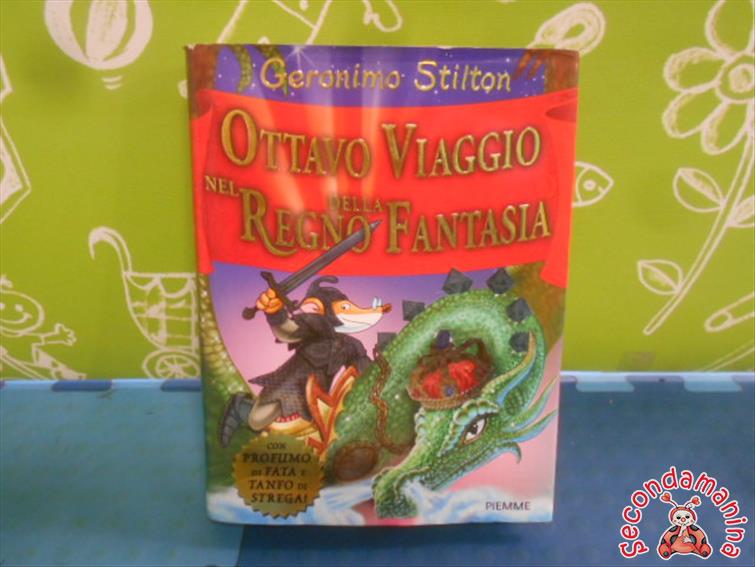 Geronimo Stilton
OTTAVO VIAGGIO
NEL REGNO DELLA FANTASIA
CON
PROFUMO
DI FATA E
TANFO DI
STREGA!
PIEMME
Secondamanina